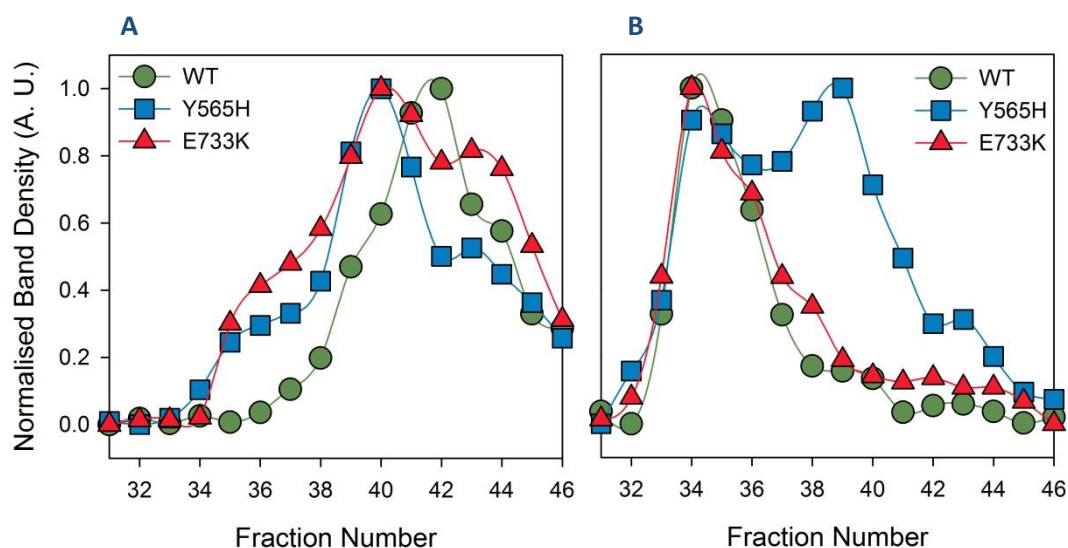 A
B
WT
Y565H
E733K
WT
Y565H
E733K
Normalised Band Density (A. U.)
1.0
0.8
0.6
0.4
0.2
0.0
32 34 36 38 40 42 44 46
32 34 36 38 40 42 44 46
Fraction Number
Fraction Number